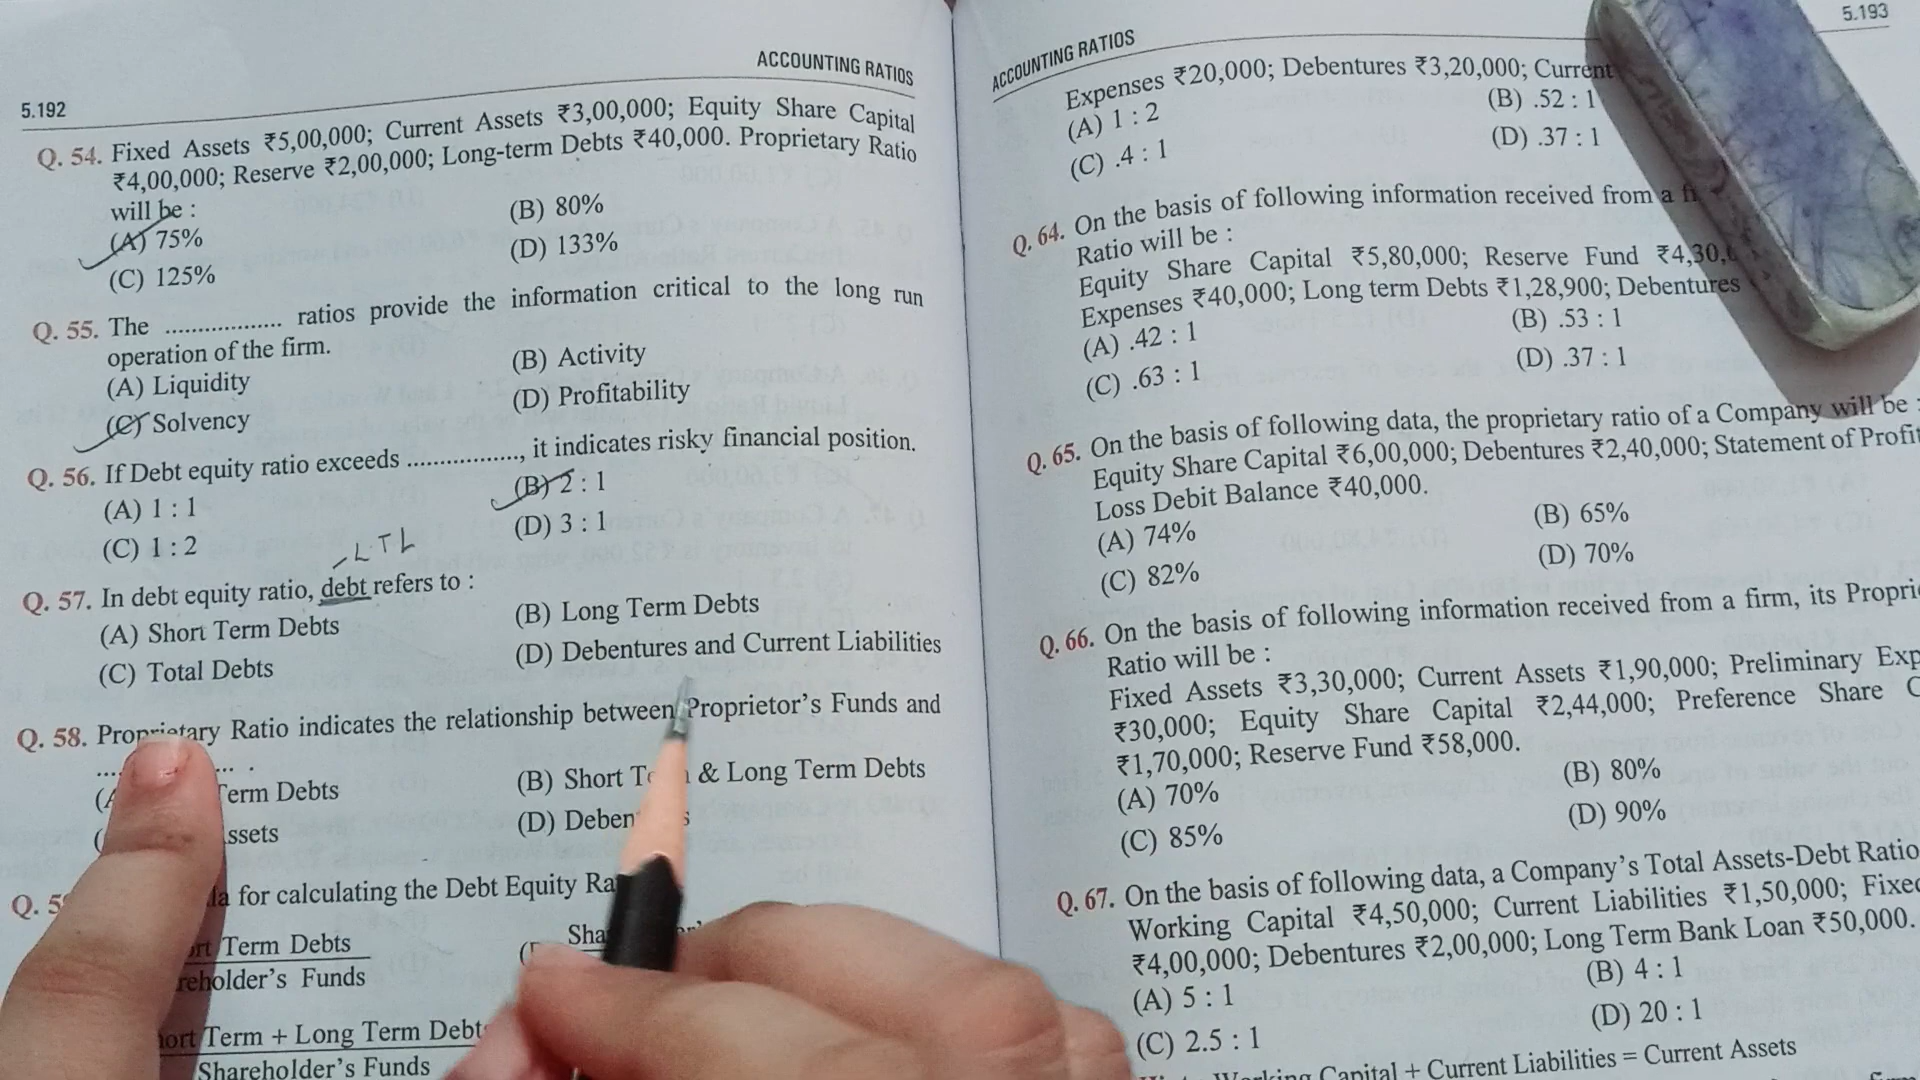 5.192
ACCOUNTING RATIOS
Q. 54. Fixed Assets ₹5,00,000; Current Assets ₹3,00,000; Equity Share Capital
₹4,00,000; Reserve ₹2,00,000; Long-term Debts ₹40,000. Proprietary Ratio
will be :
(A) 75%
(B) 80%
(C) 125%
(D) 133%
Q. 55. The .................. ratios provide the information critical to the long run
operation of the firm.
(A) Liquidity
(B) Activity
(C) Solvency
(D) Profitability
Q. 56. If Debt equity ratio exceeds ................., it indicates risky financial position.
(A) 1 : 1
(B) 2 : 1
(C) 1 : 2
(D) 3 : 1
LTL
Q. 57. In debt equity ratio, debt refers to :
(A) Short Term Debts
(B) Long Term Debts
(C) Total Debts
(D) Debentures and Current Liabilities
Q. 58. Proprietary Ratio indicates the relationship between Proprietor's Funds and
Term Debts
(B) Short & Long Term Debts
(D)
for calculating the Debt Equity
Term Debts
Funds
Term + Long Term Debts
Shareholder's Funds
ACCOUNTING RATIOS
5.193
Expenses ₹20,000; Debentures ₹3,20,000; Current
(A) 1 : 2
(B) .52 : 1
(C) .4 : 1
(D) .37 : 1
Q. 64. On the basis of following information received from a
Ratio will be :
Equity Share Capital ₹5,80,000; Reserve Fund
Expenses ₹40,000; Long term Debts ₹1,28,900; Debentures
(A) .42 : 1
(B) .53 : 1
(C) .63 : 1
(D) .37 : 1
Q. 65. On the basis of following data, the proprietary ratio of a Company will be :
Equity Share Capital ₹6,00,000; Debentures ₹2,40,000; Statement of Profit
Loss Debit Balance ₹40,000.
(A) 74%
(B) 65%
(C) 82%
(D) 70%
Q. 66. On the basis of following information received from a firm, its
Ratio will be :
Fixed Assets ₹3,30,000; Current Assets ₹1,90,000; Preliminary
₹30,000; Equity Share Capital ₹2,44,000; Preference Share
₹1,70,000; Reserve Fund ₹58,000.
(A) 70%
(B) 80%
(C) 85%
(D) 90%
Q. 67. On the basis of following data, a Company's Total Assets-Debt Ratio
Working Capital ₹4,50,000; Current Liabilities ₹1,50,000;
₹4,00,000; Debentures ₹2,00,000; Long Term Bank Loan ₹50,000.
(A) 5 : 1
(B) 4 : 1
(C) 2.5 : 1
(D) 20 : 1
Capital + Current Liabilities = Current Assets